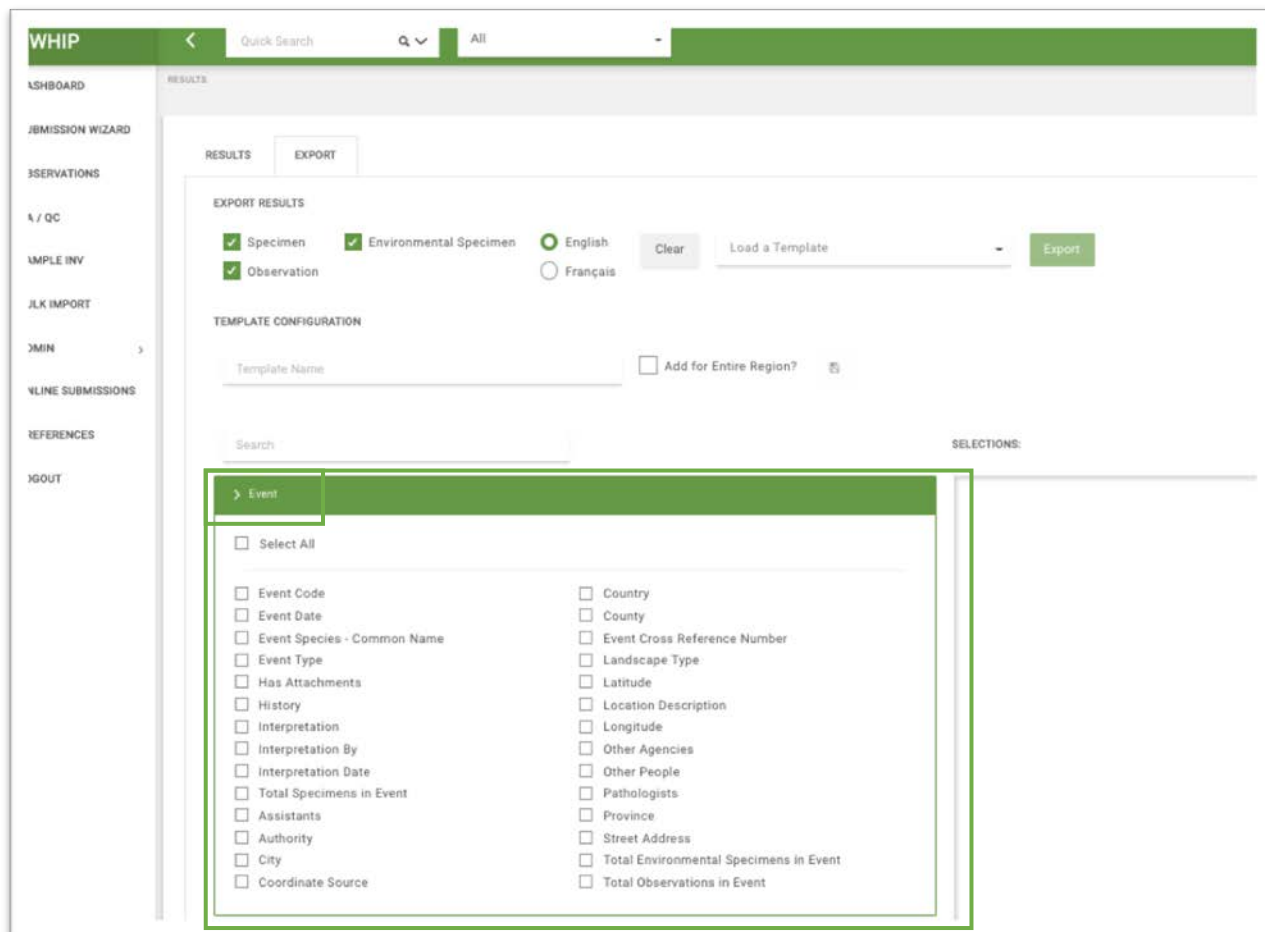 WHIP
Quick Search
All
ASHBOARD
RESULTS
JBMISSION WIZARD
BSERVATIONS
A / QC
AMPLE INV
JLK IMPORT
OMIN
NLINE SUBMISSIONS
REFERENCES
OGOUT
RESULTS EXPORT
EXPORT RESULTS
Specimen Environmental Specimen English Clear Load a Template Export
Observation Français
TEMPLATE CONFIGURATION
Template Name Add for Entire Region?
Search SELECTIONS:
Event
Select All
Event Code
Event Date
Event Species - Common Name
Event Type
Has Attachments
History
Interpretation
Interpretation By
Interpretation Date
Total Specimens in Event
Assistants
Authority
City
Coordinate Source
Country
County
Event Cross Reference Number
Landscape Type
Latitude
Location Description
Longitude
Other Agencies
Other People
Pathologists
Province
Street Address
Total Environmental Specimens in Event
Total Observations in Event